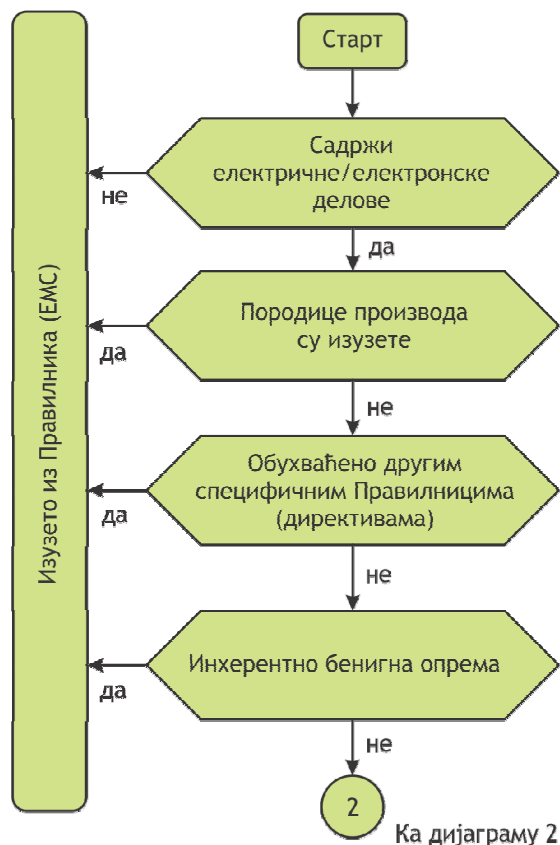 Старт
Садржи
електричне/електронске
делове
не
да
Породице производа
су изузете
да
не
Обухваћено другим
специфичним Правилницима
(директивама)
да
не
Инхерентно бенигна опрема
да
не
2
Ка дијаграму 2
Изузето из Правилника (ЕМС)